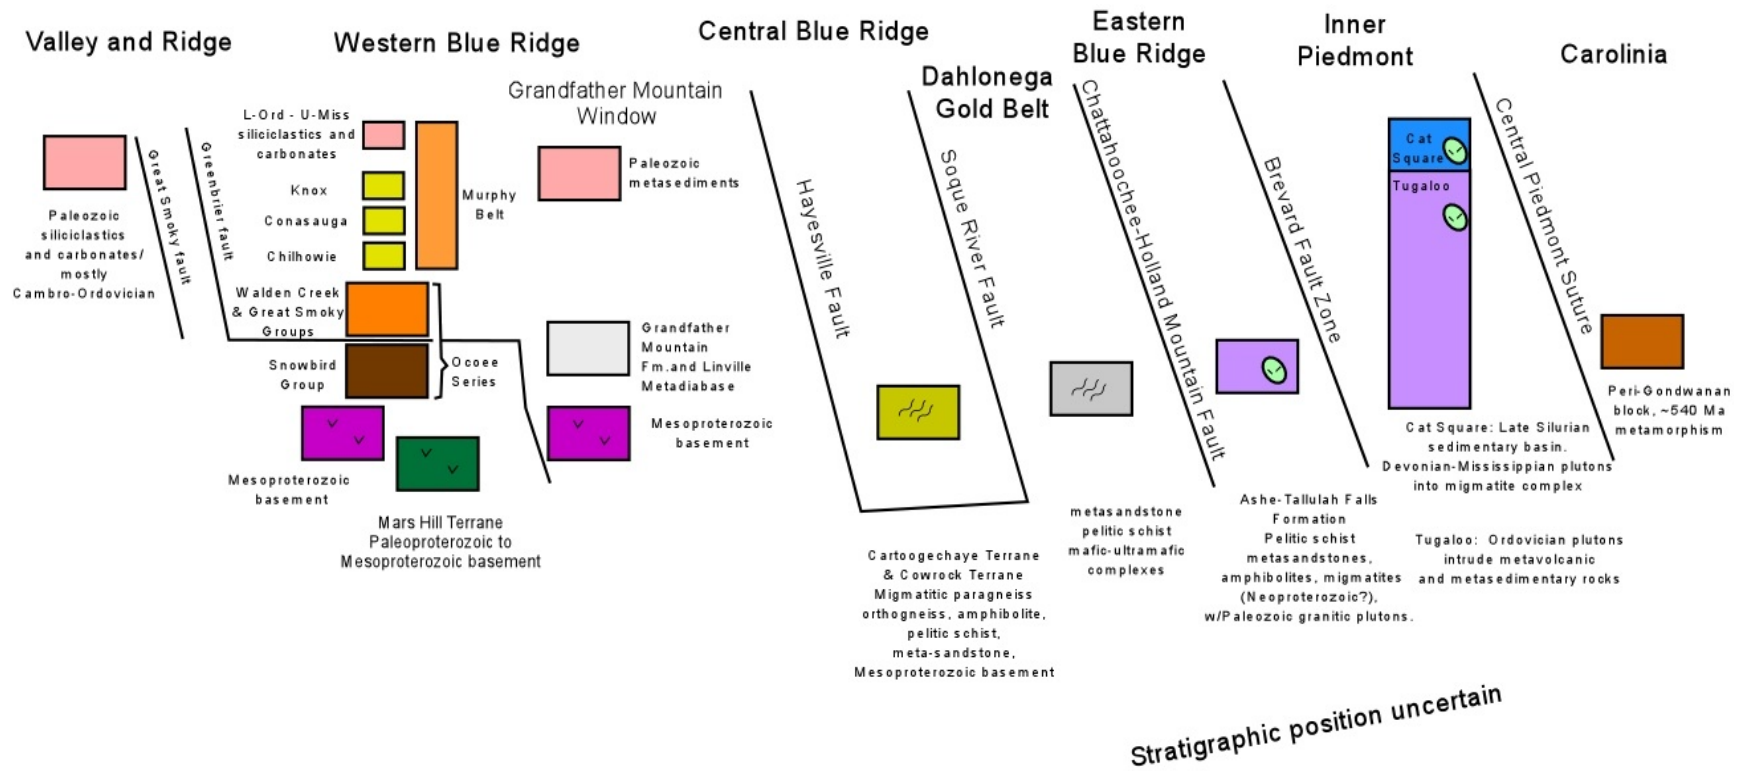 Valley and Ridge
Western Blue Ridge
Central Blue Ridge
Dahlonega
Gold Belt
Eastern
Blue Ridge
Inner
Piedmont
Carolinia
Paleozoic
siliciclastics
and carbonates/
mostly
Cambro-Ordovician
Great Smoky fault
Greenbrier fault
L-Ord - U-Miss
siliciclastics and
carbonates
Knox
Conasauga
Chilhowie
Murphy
Belt
Walden Creek
& Great Smoky
Groups
Snowbird
Group
Ocoee
Series
Mesoproterozoic
basement
Mars Hill Terrane
Paleoproterozoic to
Mesoproterozoic basement
Grandfather Mountain
Window
Paleozoic
metasediments
Grandfather
Mountain
Fm.and Linville
Metadiabase
Mesoproterozoic
basement
Hayesville Fault
Soque River Fault
Cartoogechaye Terrane
& Cowrock Terrane
Migmatitic paragneiss
orthogneiss, amphibolite,
pelitic schist,
meta-sandstone,
Mesoproterozoic basement
metasandstone
pelitic schist
mafic-ultramafic
complexes
Chattahoochee-Holland Mountain Fault
Ashe-Tallulah Falls
Formation
Pelitic schist
metasandstones,
amphibolites, migmatites
(Neoproterozoic?),
w/Paleozoic granitic plutons.
Brevard Fault Zone
Cat
Square
Tugaloo
Cat Square: Late Silurian
sedimentary basin.
Devonian-Mississippian plutons
into migmatite complex
Tugaloo: Ordovician plutons
intrude metavolcanic
and metasedimentary rocks
Central Piedmont Suture
Peri-Gondwanan
block, ~540 Ma
metamorphism
Stratigraphic position uncertain